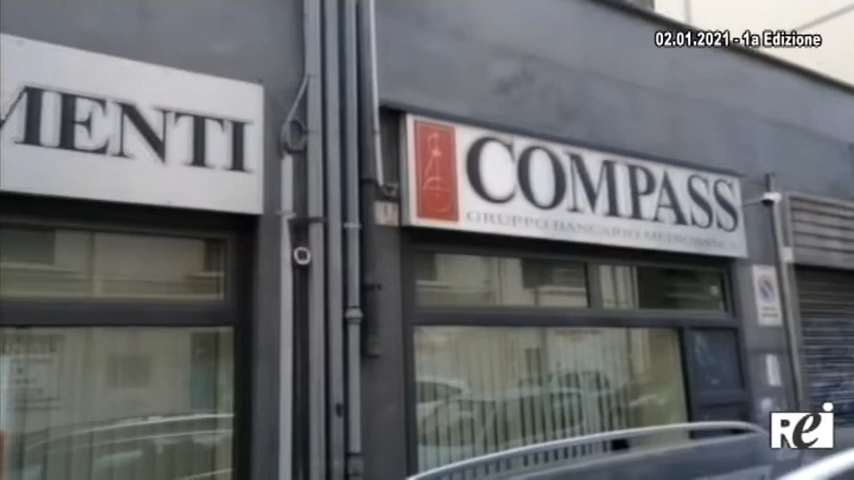 02.01.2021 - 1a Edizione
MENTI
COMPASS
GRUPPO BANCARIO MEDIOBANCA
Rei